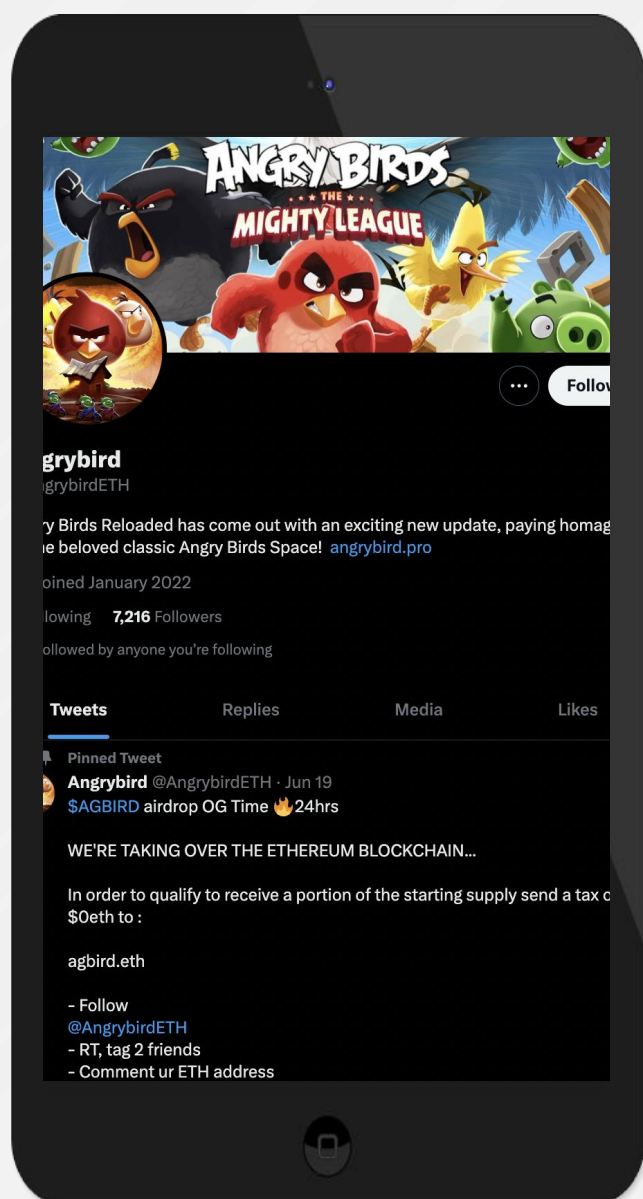 ANGRY BIRDS
THE
MIGHTY LEAGUE
Follow
grybird
grybirdETH
ry Birds Reloaded has come out with an exciting new update, paying homag
e beloved classic Angry Birds Space! angrybird.pro
oined January 2022
llowing 7,216 Followers
ollowed by anyone you're following
Tweets Replies Media Likes
Pinned Tweet
Angrybird @AngrybirdETH · Jun 19
$AGBIRD airdrop OG Time 🔥24hrs
WE'RE TAKING OVER THE ETHEREUM BLOCKCHAIN...
In order to qualify to receive a portion of the starting supply send a tax o
$0eth to :
agbird.eth
- Follow
@AngrybirdETH
- RT, tag 2 friends
- Comment ur ETH address